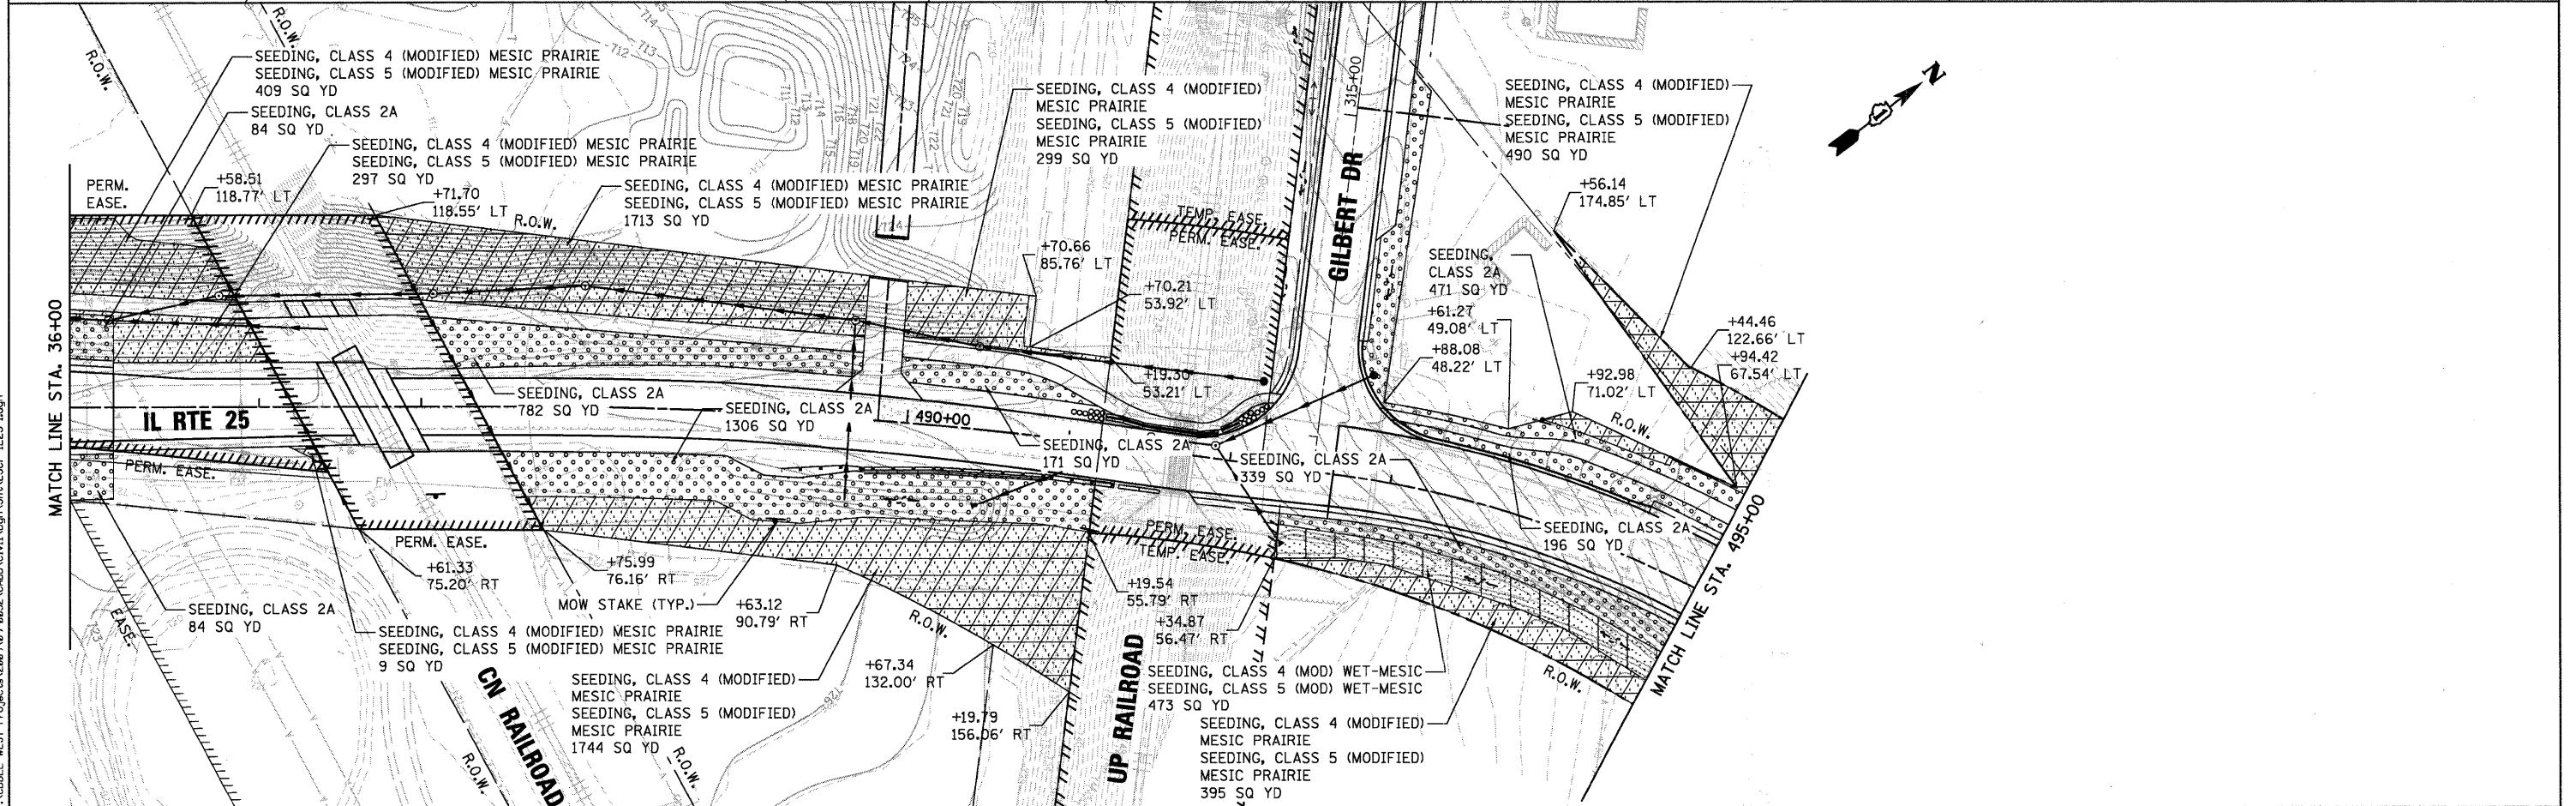 R.O.W.
R.O.W.
SEEDING, CLASS 4 (MODIFIED) MESIC PRAIRIE
SEEDING, CLASS 5 (MODIFIED) MESIC PRAIRIE
409 SQ YD
SEEDING, CLASS 2A
84 SQ YD
SEEDING, CLASS 4 (MODIFIED) MESIC PRAIRIE
SEEDING, CLASS 5 (MODIFIED) MESIC PRAIRIE
297 SQ YD
PERM.
EASE.
+58.51
118.77' LT
+71.70
118.55' LT
R.O.W.
SEEDING, CLASS 4 (MODIFIED) MESIC PRAIRIE
SEEDING, CLASS 5 (MODIFIED) MESIC PRAIRIE
1713 SQ YD
SEEDING, CLASS 4 (MODIFIED)
MESIC PRAIRIE
SEEDING, CLASS 5 (MODIFIED)
MESIC PRAIRIE
299 SQ YD
+70.66
85.76' LT
+70.21
53.92' LT
+19.30
53.21' LT
TEMP. EASE.
PERM. EASE.
315+00
GILBERT DR
SEEDING, CLASS 4 (MODIFIED)
MESIC PRAIRIE
SEEDING, CLASS 5 (MODIFIED)
MESIC PRAIRIE
490 SQ YD
N
+56.14
174.85' LT
SEEDING,
CLASS 2A
471 SQ YD
+61.27
49.08' LT
+88.08
48.22' LT
+92.98
71.02' LT
R.O.W.
+44.46
122.66' LT
+94.42
67.54' LT
MATCH LINE STA. 36+00
IL RTE 25
PERM. EASE.
SEEDING, CLASS 2A
782 SQ YD
SEEDING, CLASS 2A
1306 SQ YD
490+00
SEEDING, CLASS 2A
171 SQ YD
SEEDING, CLASS 2A
339 SQ YD
SEEDING, CLASS 2A
196 SQ YD
MATCH LINE STA. 495+00
PERM. EASE.
+61.33
75.20' RT
+75.99
76.16' RT
MOW STAKE (TYP.)
+63.12
90.79' RT
R.O.W.
PERM. EASE.
TEMP. EASE.
+19.54
55.79' RT
+34.87
56.47' RT
SEEDING, CLASS 2A
84 SQ YD
EASE.
SEEDING, CLASS 4 (MODIFIED) MESIC PRAIRIE
SEEDING, CLASS 5 (MODIFIED) MESIC PRAIRIE
9 SQ YD
CN RAILROAD
R.O.W.
SEEDING, CLASS 4 (MODIFIED)
MESIC PRAIRIE
SEEDING, CLASS 5 (MODIFIED)
MESIC PRAIRIE
1744 SQ YD
R.O.W.
+67.34
132.00' RT
+19.79
156.06' RT
UP RAILROAD
SEEDING, CLASS 4 (MOD) WET-MESIC
SEEDING, CLASS 5 (MOD) WET-MESIC
473 SQ YD
SEEDING, CLASS 4 (MODIFIED)
MESIC PRAIRIE
SEEDING, CLASS 5 (MODIFIED)
MESIC PRAIRIE
395 SQ YD
R.O.W.